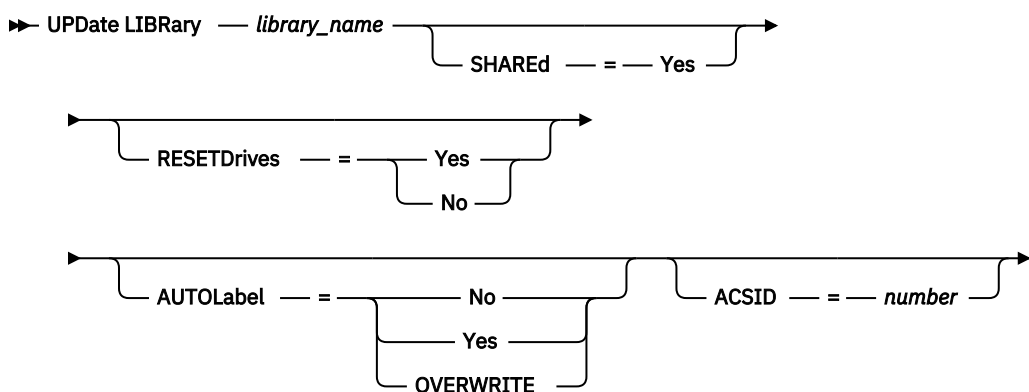 UPDate LIBRary library_name
SHAREd = Yes
RESETDrives = Yes
No
AUTOLabel = No
Yes
OVERWRITE
ACSID = number